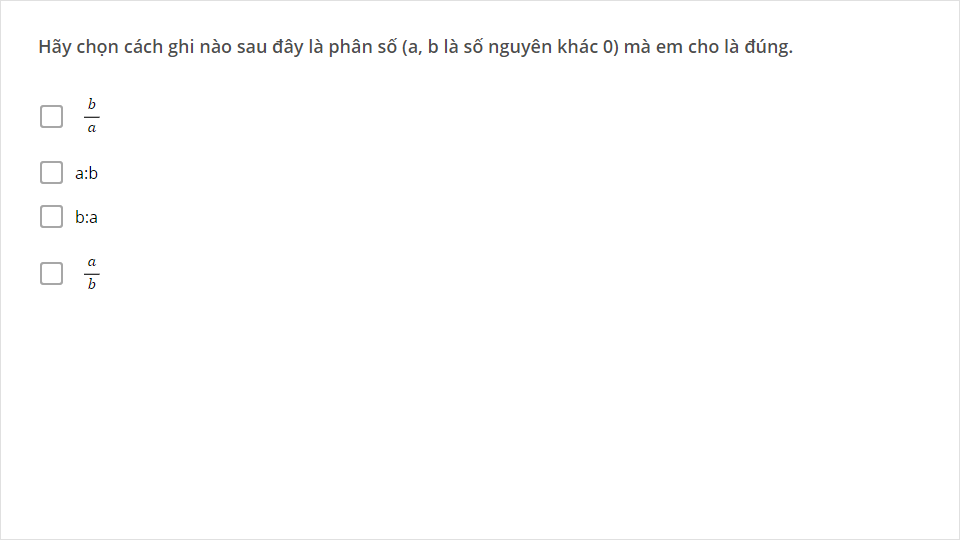 Hãy chọn cách ghi nào sau đây là phân số (a, b là số nguyên khác 0) mà em cho là đúng.
b
a
a:b
b:a
a
b